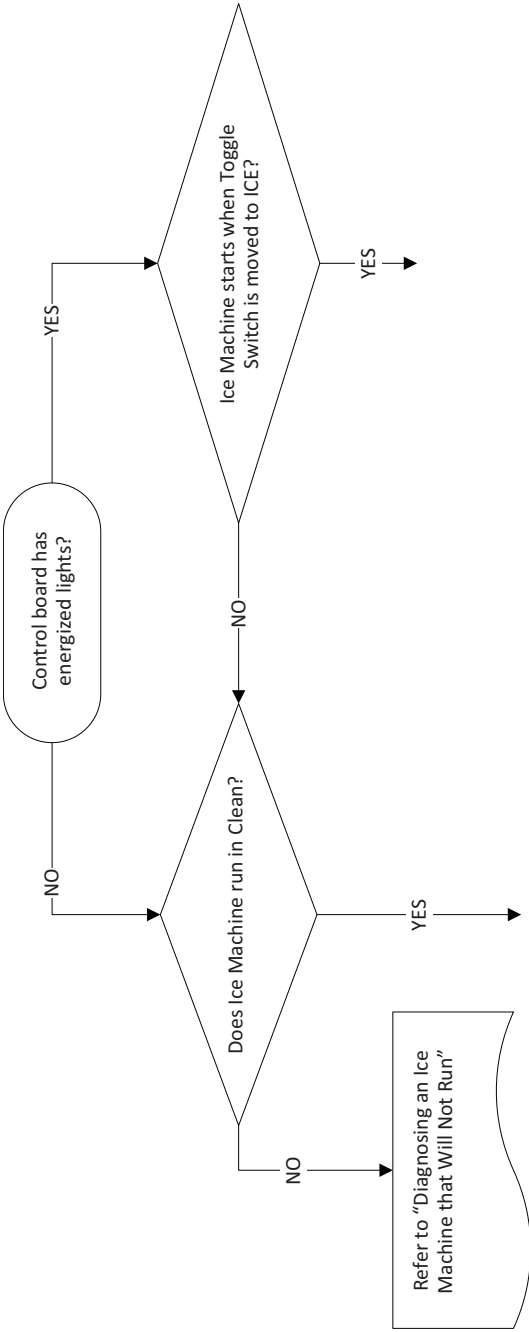 Control board has
energized lights?
NO
YES
Does Ice Machine run in Clean?
NO
Ice Machine starts when Toggle
Switch is moved to ICE?
NO
YES
YES
Refer to “Diagnosing an Ice
Machine that Will Not Run”